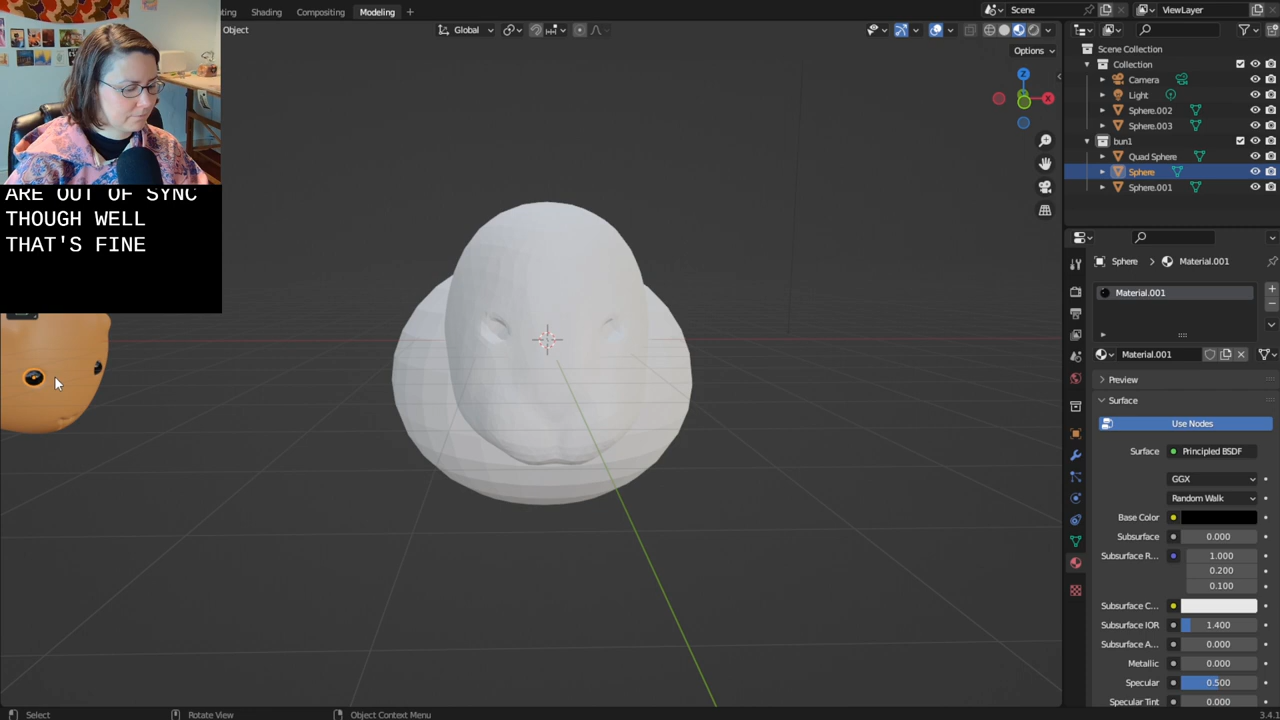 ting Shading Compositing Modeling + Scene ViewLayer
Object Global
Options
Z
X
Scene Collection
Collection
Camera
Light
Sphere.002
Sphere.003
bun1
Quad Sphere
Sphere
Sphere.001
ARE OUT OF SYNC
THOUGH WELL
THAT'S FINE
Sphere > Material.001
Material.001
Material.001
Preview
Surface
Use Nodes
Surface Principled BSDF
GGX
Random Walk
Base Color
Subsurface 0.000
Subsurface R... 1.000
0.200
0.100
Subsurface C...
Subsurface IOR 1.400
Subsurface A... 0.000
Metallic 0.000
Specular 0.500
Specular Tint 0.000
Select Rotate View Object Context Menu 3.4.1